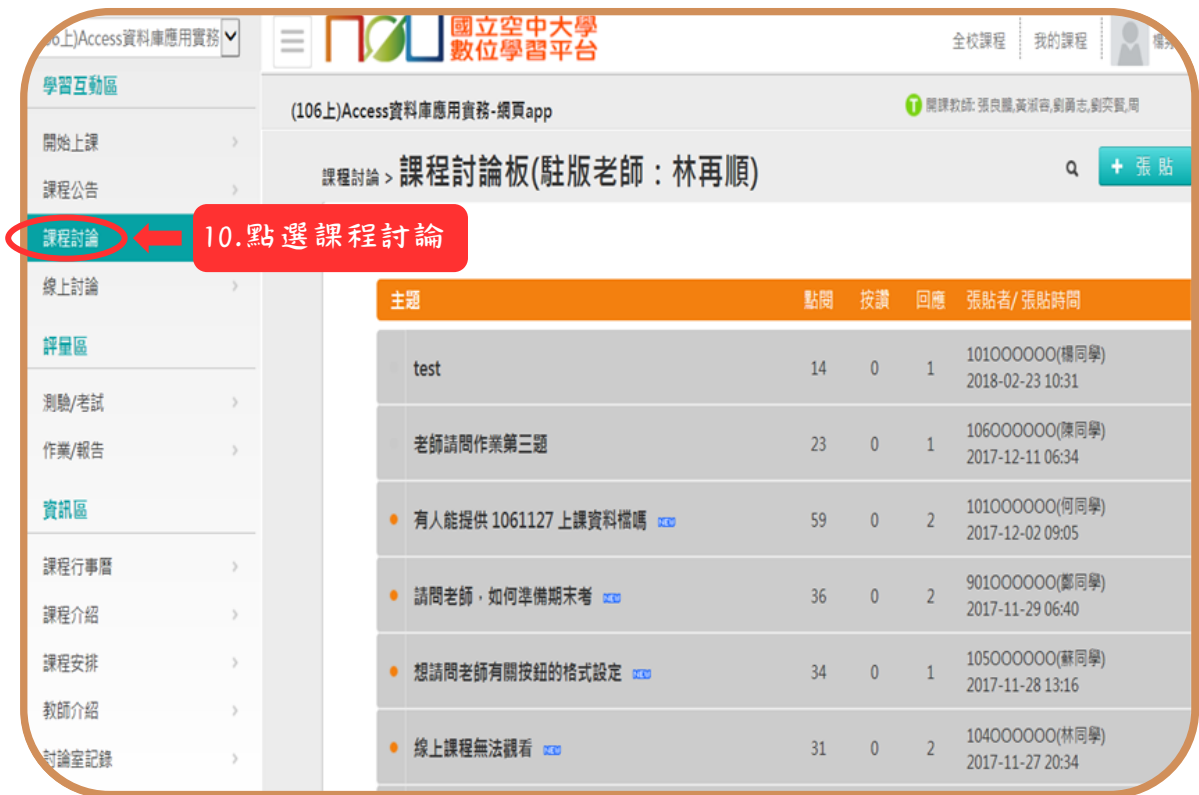 6上)Access資料庫應用實務
國立空中大學
數位學習平台
全校課程
我的課程
學習互動區
(106上)Access資料庫應用實務-網頁app
T 開課教師: 張良龍,黃淑容,劉勇志,劉奕賢,周
開始上課
課程討論 > 課程討論板(駐版老師：林再順)
+ 張 貼
課程公告
課程討論
10.點選課程討論
線上討論
主題 點閱 按讚 回應 張貼者/ 張貼時間
評量區
test 14 0 1 101OOOOOO(楊同學)
2018-02-23 10:31
測驗/考試
老師請問作業第三題 23 0 1 106OOOOOO(陳同學)
2017-12-11 06:34
作業/報告
資訊區
有人能提供 1061127 上課資料檔嗎 NEW 59 0 2 101OOOOOO(何同學)
2017-12-02 09:05
課程行事曆
請問老師，如何準備期末考 NEW 36 0 2 901OOOOOO(鄭同學)
2017-11-29 06:40
課程介紹
課程安排
想請問老師有關按鈕的格式設定 NEW 34 0 1 105OOOOOO(蘇同學)
2017-11-28 13:16
教師介紹
線上課程無法觀看 NEW 31 0 2 104OOOOOO(林同學)
2017-11-27 20:34
討論室記錄